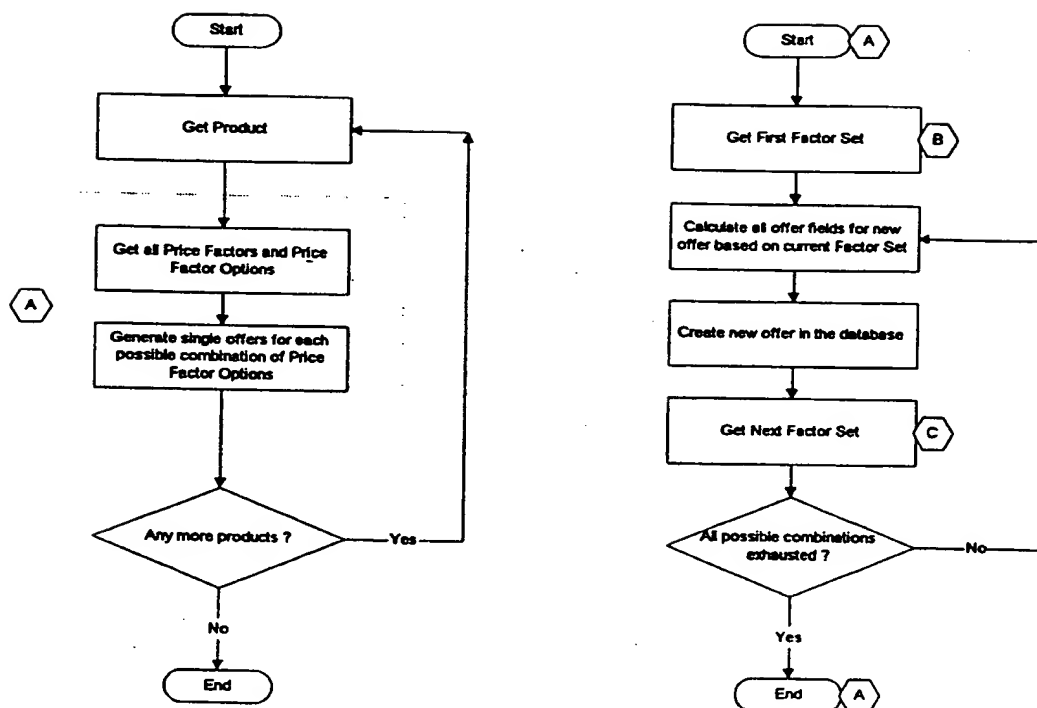 Start
Get Product
Get all Price Factors and Price
Factor Options
A
Generate single offers for each
possible combination of Price
Factor Options
Any more products ?
Yes
No
End
Start
A
Get First Factor Set
B
Calculate all offer fields for new
offer based on current Factor Set
Create new offer in the database
Get Next Factor Set
C
All possible combinations
exhausted ?
No
Yes
End
A